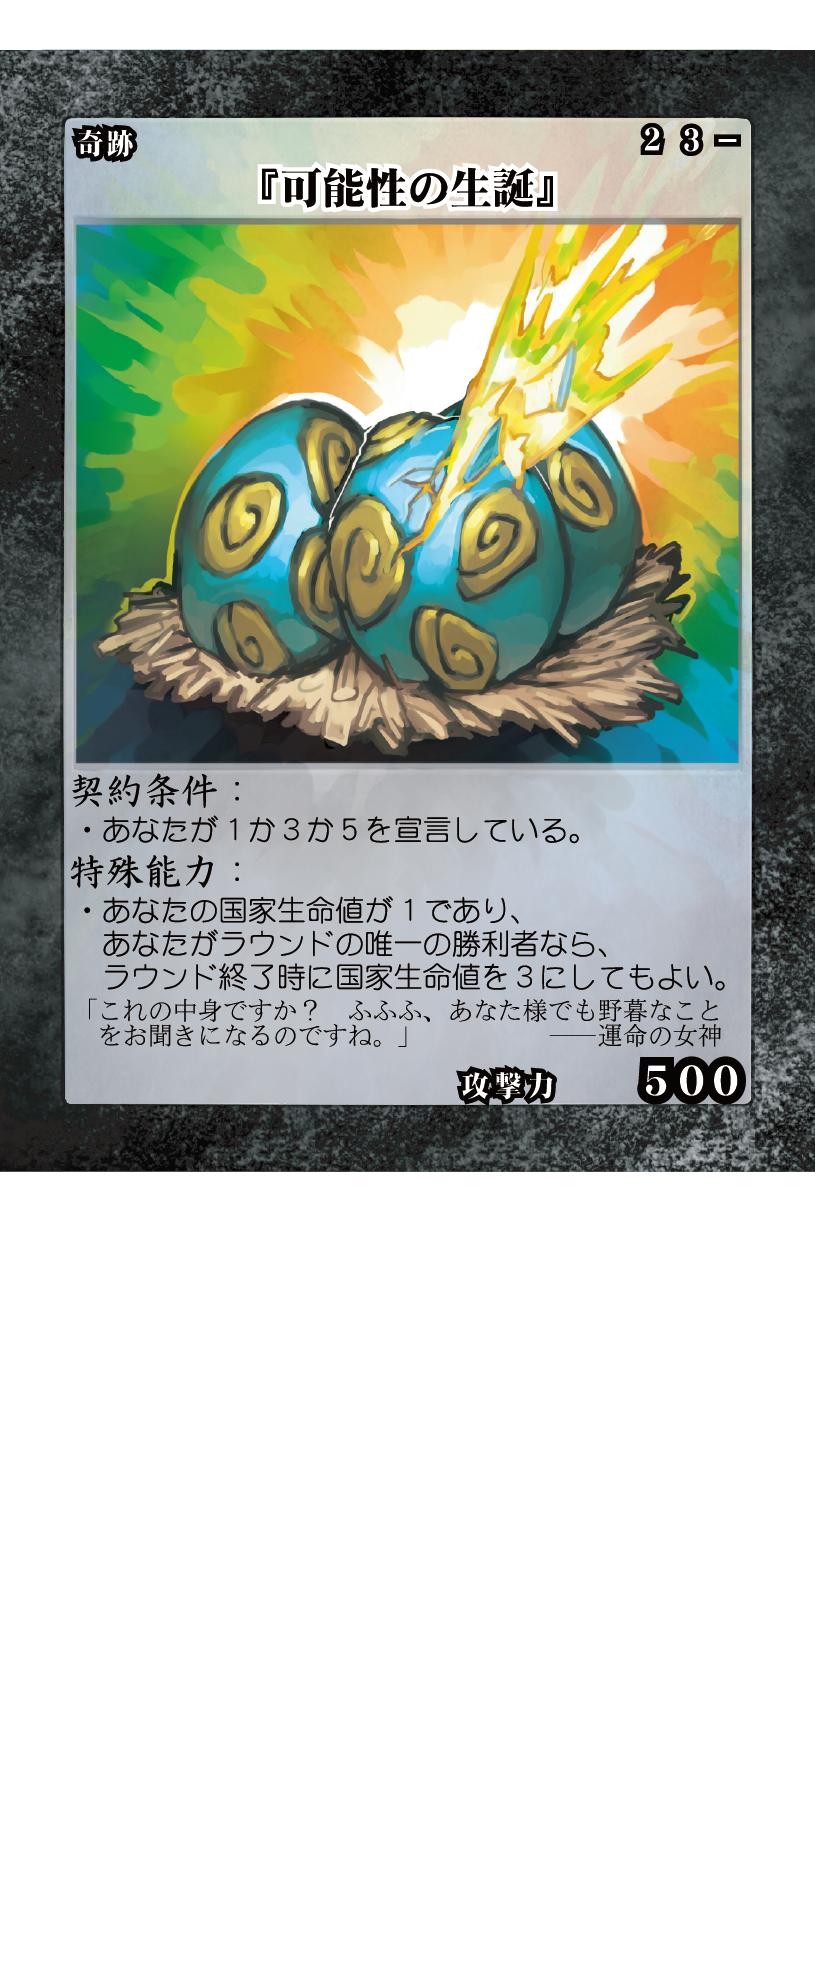 奇跡
２３−
『可能性の生誕』
契約条件：
・あなたが１か３か５を宣言している。
特殊能力：
・あなたの国家生命値が１であり、
あなたがラウンドの唯一の勝利者なら、
ラウンド終了時に国家生命値を３にしてもよい。
「これの中身ですか？　ふふふ、あなた様でも野暮なこと
をお聞きになるのですね。」　――運命の女神
攻撃力　500